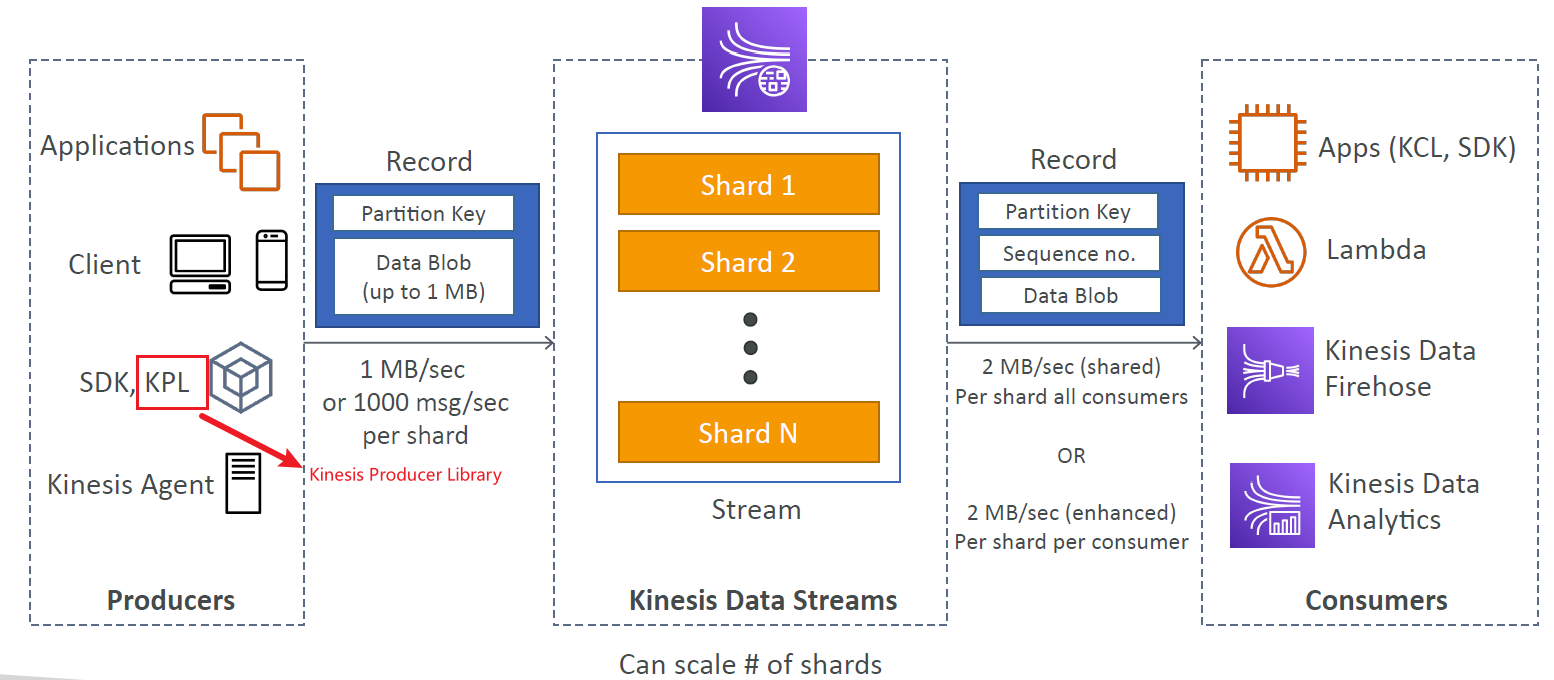 Applications
Client
SDK, KPL
Kinesis Agent
Producers
Record
Partition Key
Data Blob
(up to 1 MB)
1 MB/sec
or 1000 msg/sec
per shard
Kinesis Producer Library
Shard 1
Shard 2
Shard N
Stream
Kinesis Data Streams
Can scale # of shards
Record
Partition Key
Sequence no.
Data Blob
2 MB/sec (shared)
Per shard all consumers
OR
2 MB/sec (enhanced)
Per shard per consumer
Apps (KCL, SDK)
Lambda
Kinesis Data
Firehose
Kinesis Data
Analytics
Consumers